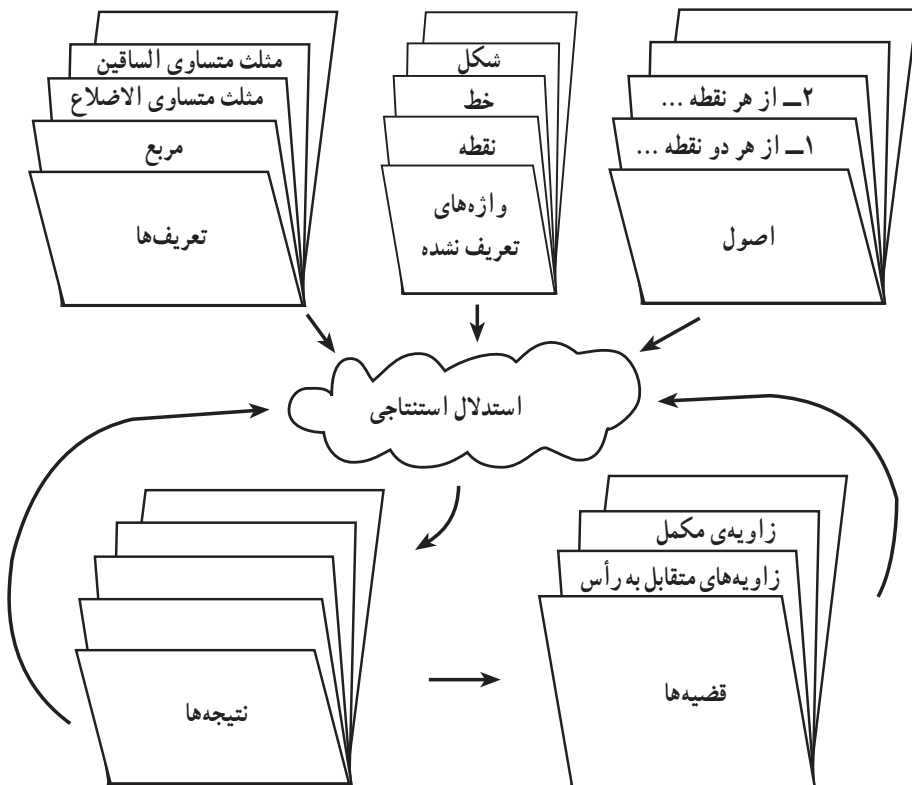 ۲ــ از هر نقطه ...
۱ــ از هر دو نقطه ...
اصول
شکل
خط
نقطه
واژه‌های
تعریف نشده
مثلث متساوی الساقین
مثلث متساوی الاضلاع
مربع
تعریف‌ها
استدلال استنتاجی
زاویه‌ی مکمل
زاویه‌های متقابل به رأس
قضیه‌ها
نتیجه‌ها